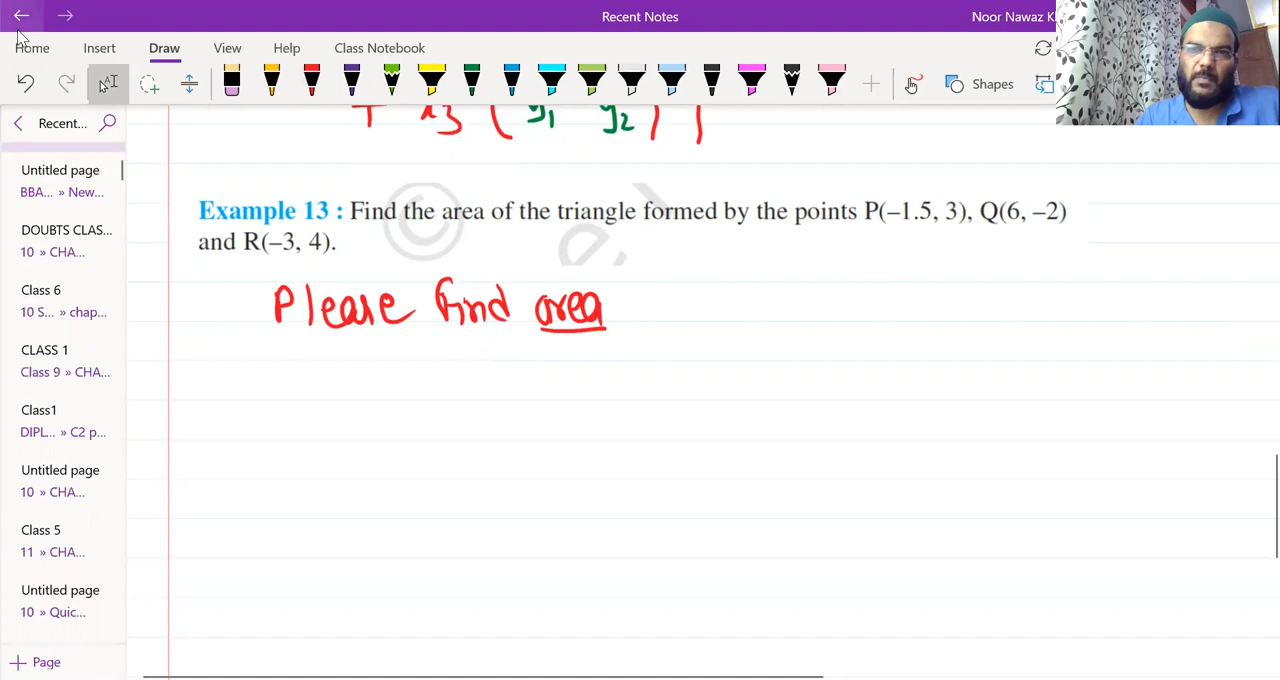 Recent Notes
Noor Nawaz K
Home Insert Draw View Help Class Notebook
Shapes
Recent...
Untitled page
BBA... » New...
DOUBTS CLAS...
10 » CHA...
Class 6
10 S... » chap...
CLASS 1
Class 9 » CHA...
Class1
DIPL... » C2 p...
Untitled page
10 » CHA...
Class 5
11 » CHA...
Untitled page
10 » Quic...
+ Page
+ x3 ( y1 y2 ) |
Example 13 : Find the area of the triangle formed by the points P(–1.5, 3), Q(6, –2)
and R(–3, 4).
Please find area